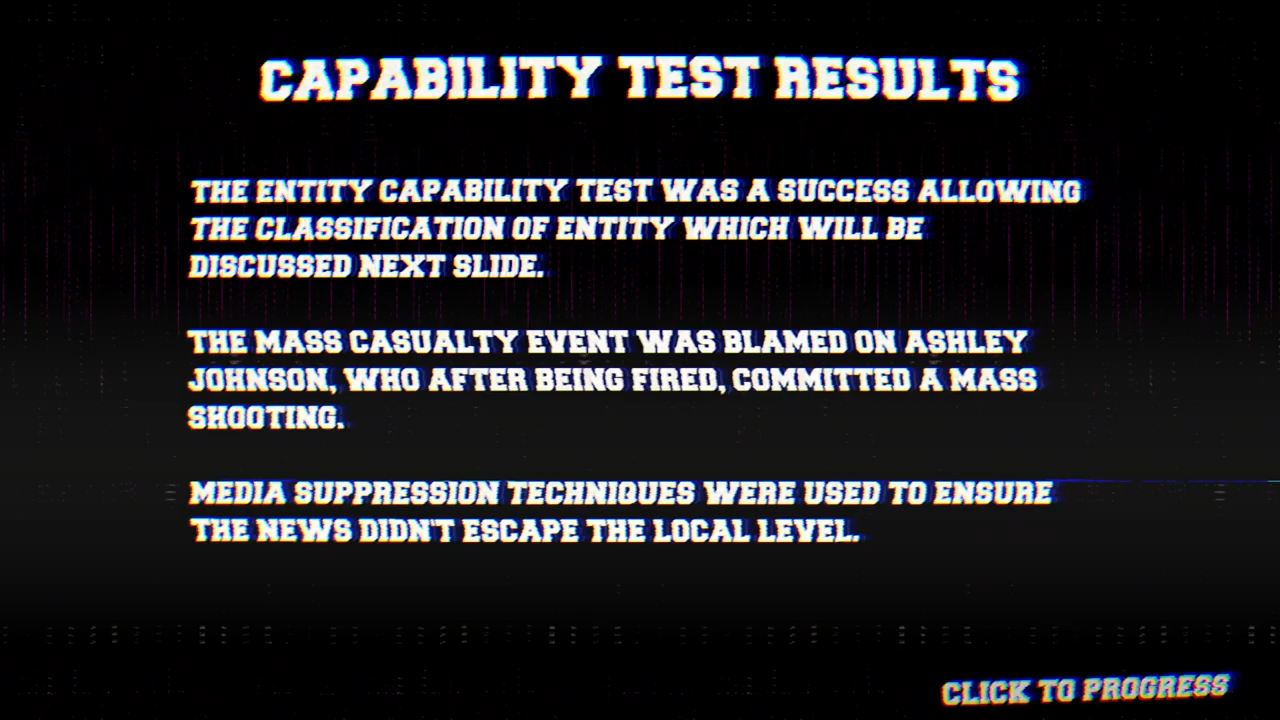 CAPABILITY TEST RESULTS
THE ENTITY CAPABILITY TEST WAS A SUCCESS ALLOWING
THE CLASSIFICATION OF ENTITY WHICH WILL BE
DISCUSSED NEXT SLIDE.
THE MASS CASUALTY EVENT WAS BLAMED ON ASHLEY
JOHNSON, WHO AFTER BEING FIRED, COMMITTED A MASS
SHOOTING.
MEDIA SUPPRESSION TECHNIQUES WERE USED TO ENSURE
THE NEWS DIDN'T ESCAPE THE LOCAL LEVEL.
CLICK TO PROGRESS